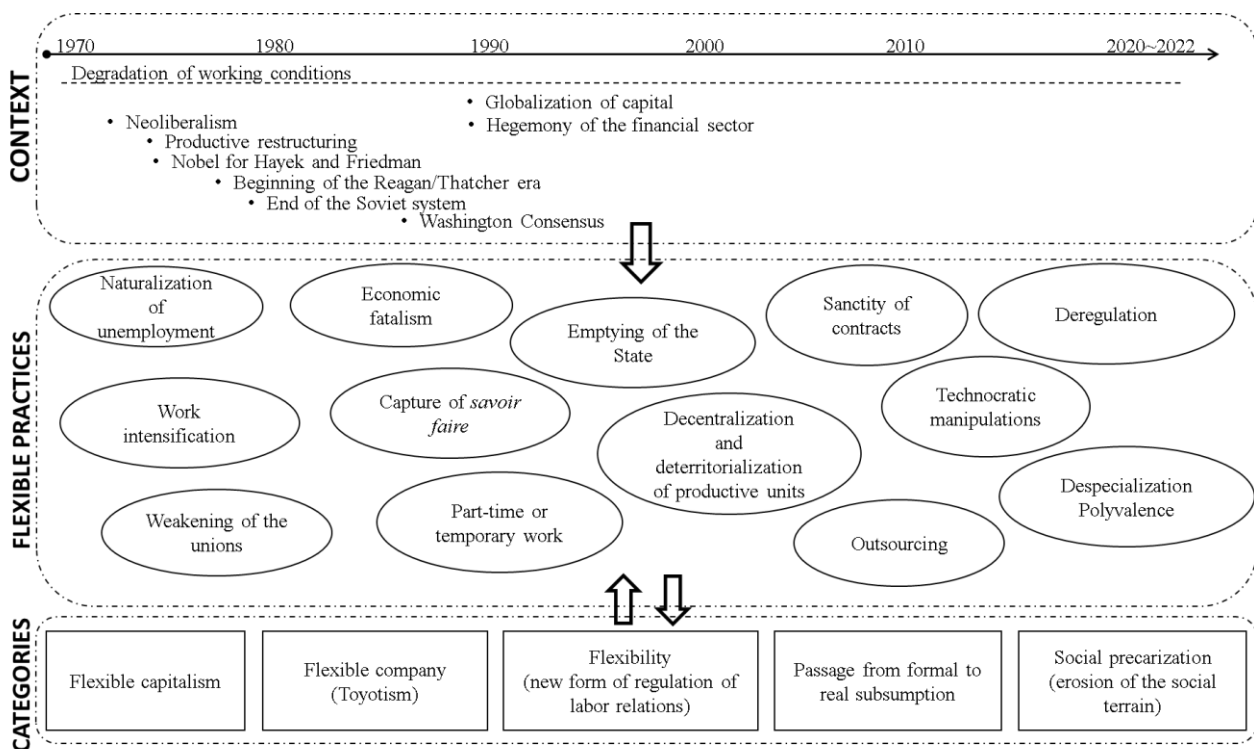 CONTEXT
1970 1980 1990 2000 2010 2020~2022
Degradation of working conditions
• Globalization of capital
• Neoliberalism
• Hegemony of the financial sector
• Productive restructuring
• Nobel for Hayek and Friedman
• Beginning of the Reagan/Thatcher era
• End of the Soviet system
• Washington Consensus
FLEXIBLE PRACTICES
Naturalization
of
unemployment
Economic
fatalism
Emptying of the
State
Sanctity of
contracts
Deregulation
Work
intensification
Capture of savoir
faire
Decentralization
and
deterritorialization
of productive units
Technocratic
manipulations
Weakening of the
unions
Part-time or
temporary work
Outsourcing
Despecialization
Polyvalence
CATEGORIES
Flexible capitalism
Flexible company
(Toyotism)
Flexibility
(new form of regulation of
labor relations)
Passage from formal to
real subsumption
Social precarization
(erosion of the social
terrain)